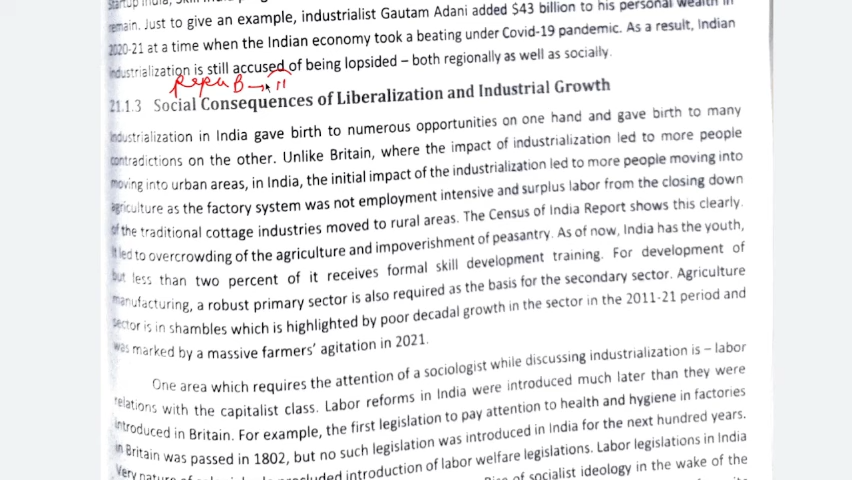 Startup India, Skill India
remain. Just to give an example, industrialist Gautam Adani added $43 billion to his personal wealth in
2020-21 at a time when the Indian economy took a beating under Covid-19 pandemic. As a result, Indian
industrialization is still accused of being lopsided – both regionally as well as socially.
B → 11
21.1.3 Social Consequences of Liberalization and Industrial Growth
Industrialization in India gave birth to numerous opportunities on one hand and gave birth to many
contradictions on the other. Unlike Britain, where the impact of industrialization led to more people
moving into urban areas, in India, the initial impact of the industrialization led to more people moving into
agriculture as the factory system was not employment intensive and surplus labor from the closing down
of the traditional cottage industries moved to rural areas. The Census of India Report shows this clearly.
It led to overcrowding of the agriculture and impoverishment of peasantry. As of now, India has the youth,
but less than two percent of it receives formal skill development training. For development of
manufacturing, a robust primary sector is also required as the basis for the secondary sector. Agriculture
sector is in shambles which is highlighted by poor decadal growth in the sector in the 2011-21 period and
was marked by a massive farmers' agitation in 2021.
One area which requires the attention of a sociologist while discussing industrialization is – labor
relations with the capitalist class. Labor reforms in India were introduced much later than they were
introduced in Britain. For example, the first legislation to pay attention to health and hygiene in factories
in Britain was passed in 1802, but no such legislation was introduced in India for the next hundred years.
Very nature of precluded introduction of labor welfare legislations. Labor legislations in India
of socialist ideology in the wake of the